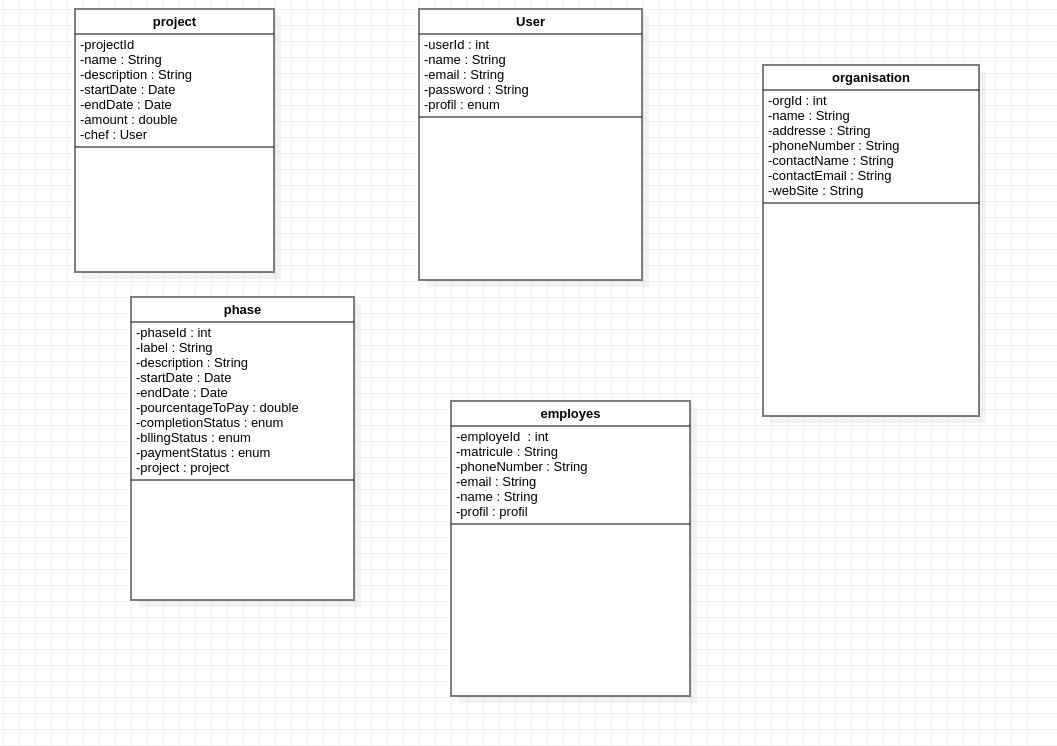 project
-projectId
-name : String
-description : String
-startDate : Date
-endDate : Date
-amount : double
-chef : User
User
-userId : int
-name : String
-email : String
-password : String
-profil : enum
organisation
-orgId : int
-name : String
-addresse : String
-phoneNumber : String
-contactName : String
-contactEmail : String
-webSite : String
phase
-phaseId : int
-label : String
-description : String
-startDate : Date
-endDate : Date
-pourcentageToPay : double
-completionStatus : enum
-bllingStatus : enum
-paymentStatus : enum
-project : project
employes
-employeId  : int
-matricule : String
-phoneNumber : String
-email : String
-name : String
-profil : profil